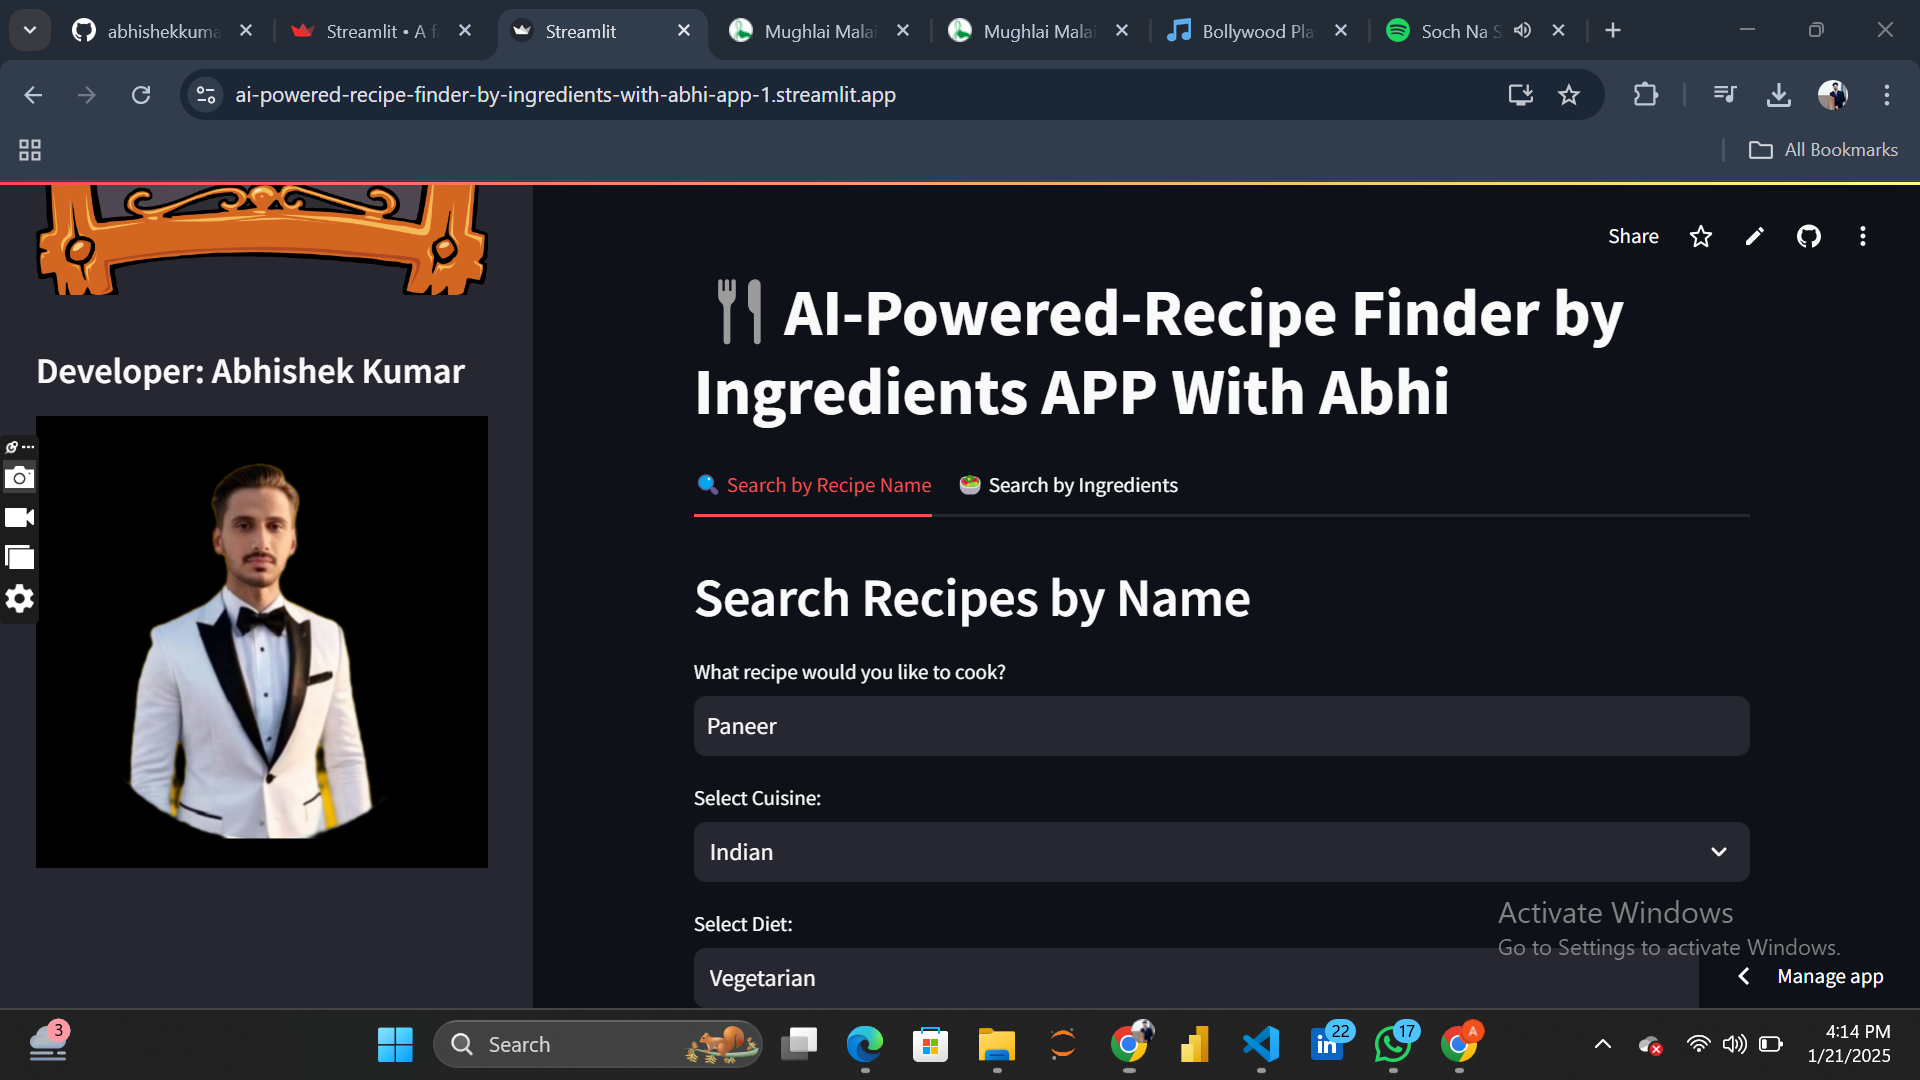 abhishekkuma
Streamlit • A fa
Streamlit
Mughlai Malai
Mughlai Malai
Bollywood Pla
Soch Na S
ai-powered-recipe-finder-by-ingredients-with-abhi-app-1.streamlit.app
All Bookmarks
Share
AI-Powered-Recipe Finder by
Ingredients APP With Abhi
Developer: Abhishek Kumar
Search by Recipe Name
Search by Ingredients
Search Recipes by Name
What recipe would you like to cook?
Paneer
Select Cuisine:
Indian
Select Diet:
Vegetarian
Activate Windows
Go to Settings to activate Windows.
Manage app
3
Search
22
17
A
4:14 PM
1/21/2025